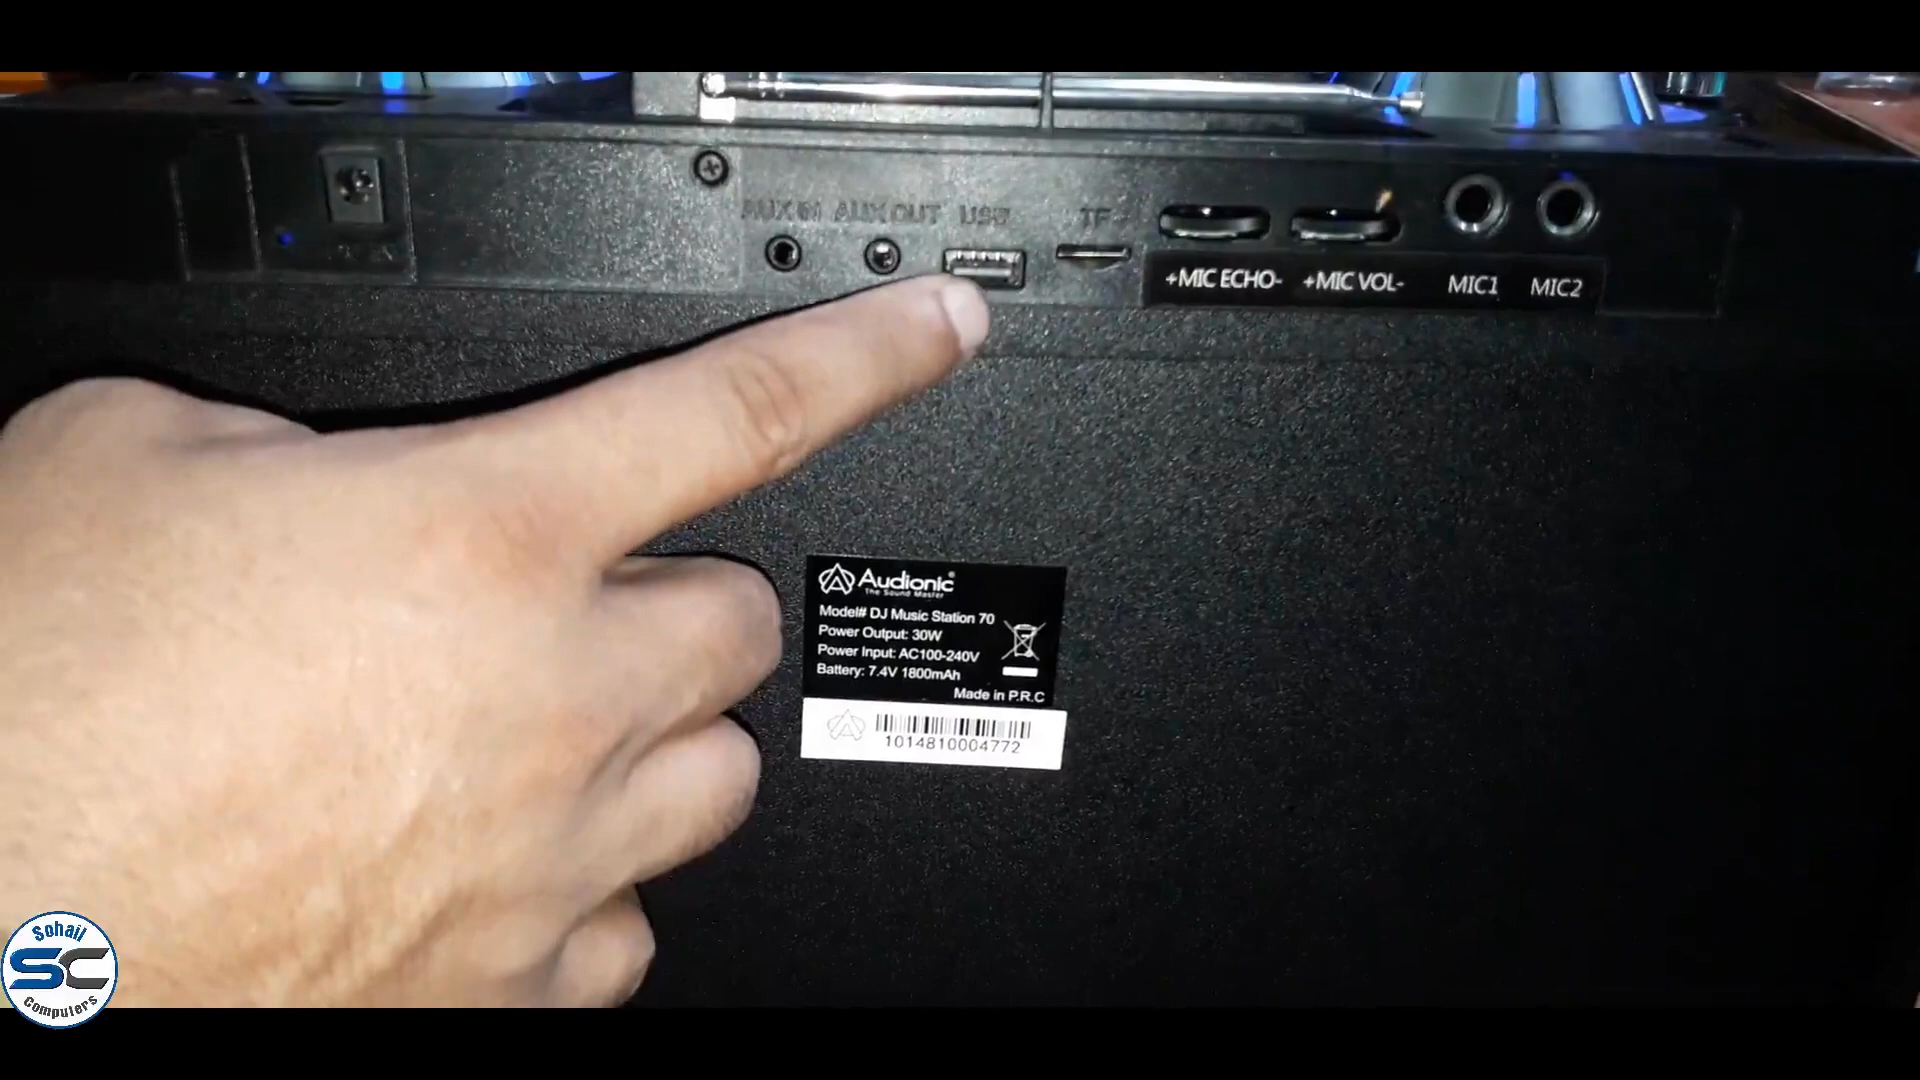 AUX IN AUX OUT USB TF
+MIC ECHO- +MIC VOL- MIC1 MIC2
Audionic®
The Sound Master
Model# DJ Music Station 70
Power Output: 30W
Power Input: AC100-240V
Battery: 7.4V 1800mAh
Made in P.R.C
1014810004772
Sohail
SC
Computers